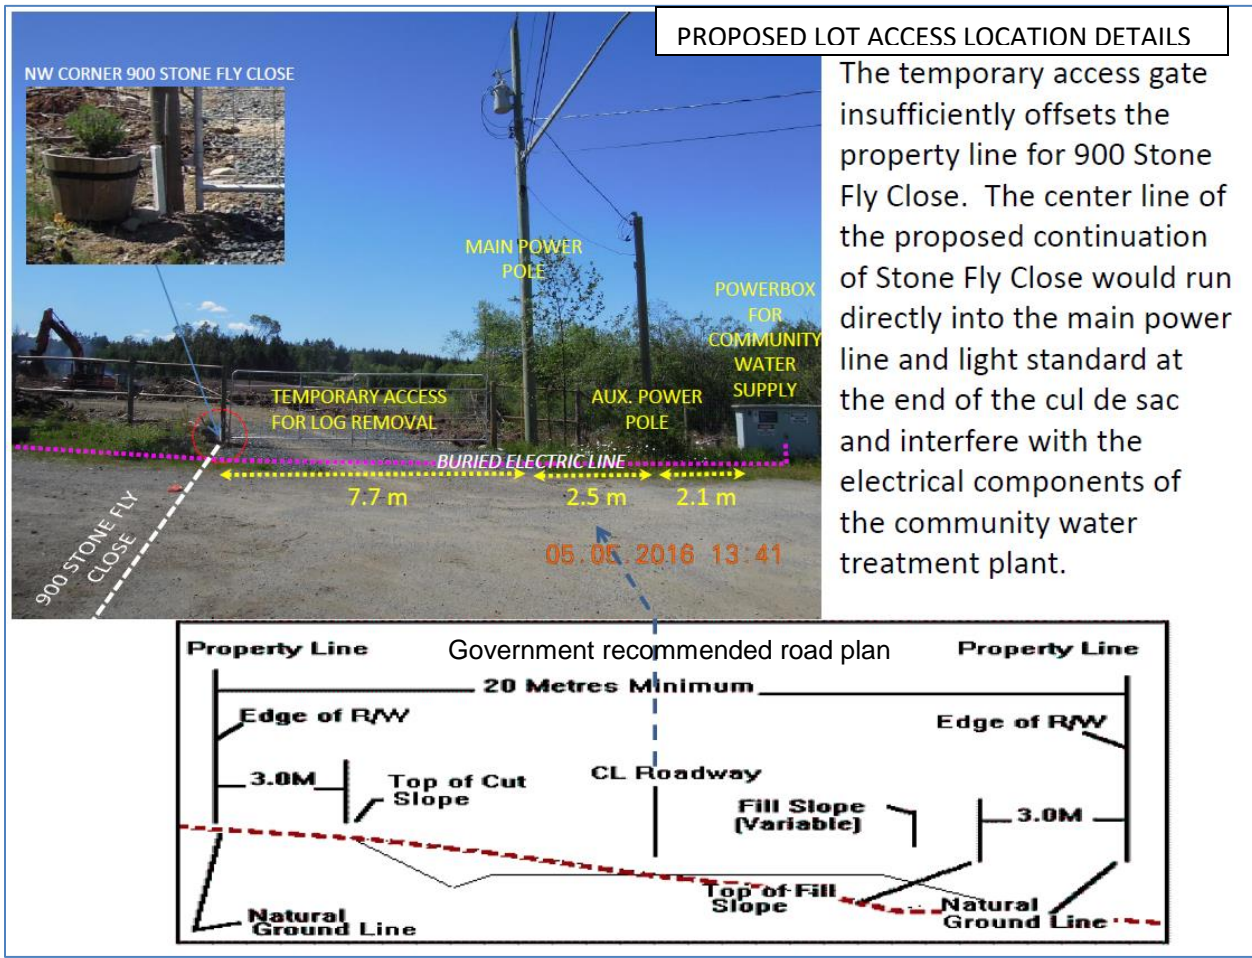 PROPOSED LOT ACCESS LOCATION DETAILS
NW CORNER 900 STONE FLY CLOSE
MAIN POWER
POLE
POWERBOX
FOR
COMMUNITY
WATER
SUPPLY
TEMPORARY ACCESS
FOR LOG REMOVAL
AUX. POWER
POLE
BURIED ELECTRIC LINE
7.7 m
2.5 m
2.1 m
900 STONE FLY
CLOSE
05.05.2016 13:41
The temporary access gate
insufficiently offsets the
property line for 900 Stone
Fly Close. The center line of
the proposed continuation
of Stone Fly Close would run
directly into the main power
line and light standard at
the end of the cul de sac
and interfere with the
electrical components of
the community water
treatment plant.
Property Line
Government recommended road plan
Property Line
20 Metres Minimum
Edge of R/W
Edge of R/W
3.0M
Top of Cut
Slope
CL Roadway
Fill Slope
(Variable)
3.0M
Top of Fill
Slope
Natural
Ground Line
Natural
Ground Line